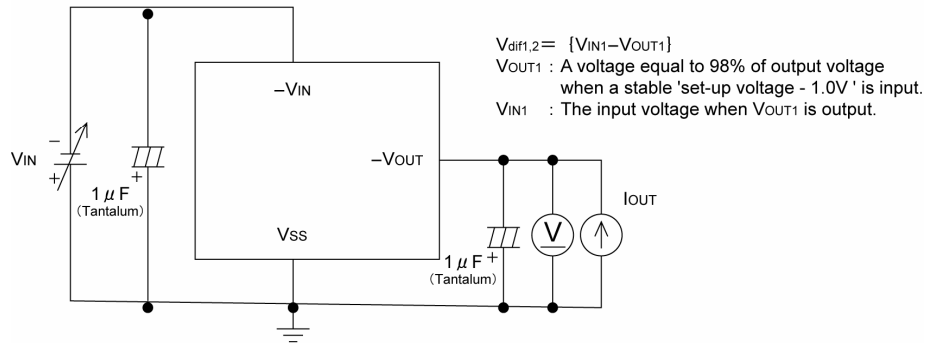 Vdif1,2= {VIN1–VOUT1}
VOUT1 : A voltage equal to 98% of output voltage
when a stable 'set-up voltage - 1.0V ' is input.
VIN1 : The input voltage when VOUT1 is output.
–VIN
–VOUT
VSS
VIN
–
+
+
1 μ F
(Tantalum)
+
1 μ F
(Tantalum)
V
IOUT